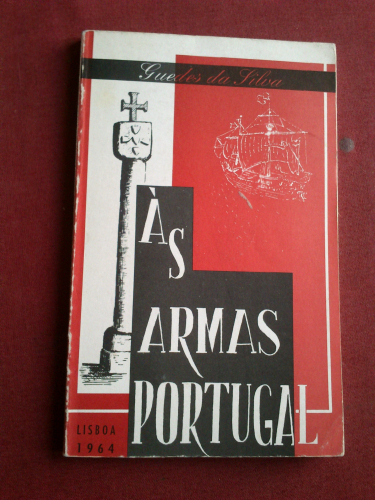 Guedes da Silva
ÀS
ARMAS
PORTUGAL
LISBOA
1964